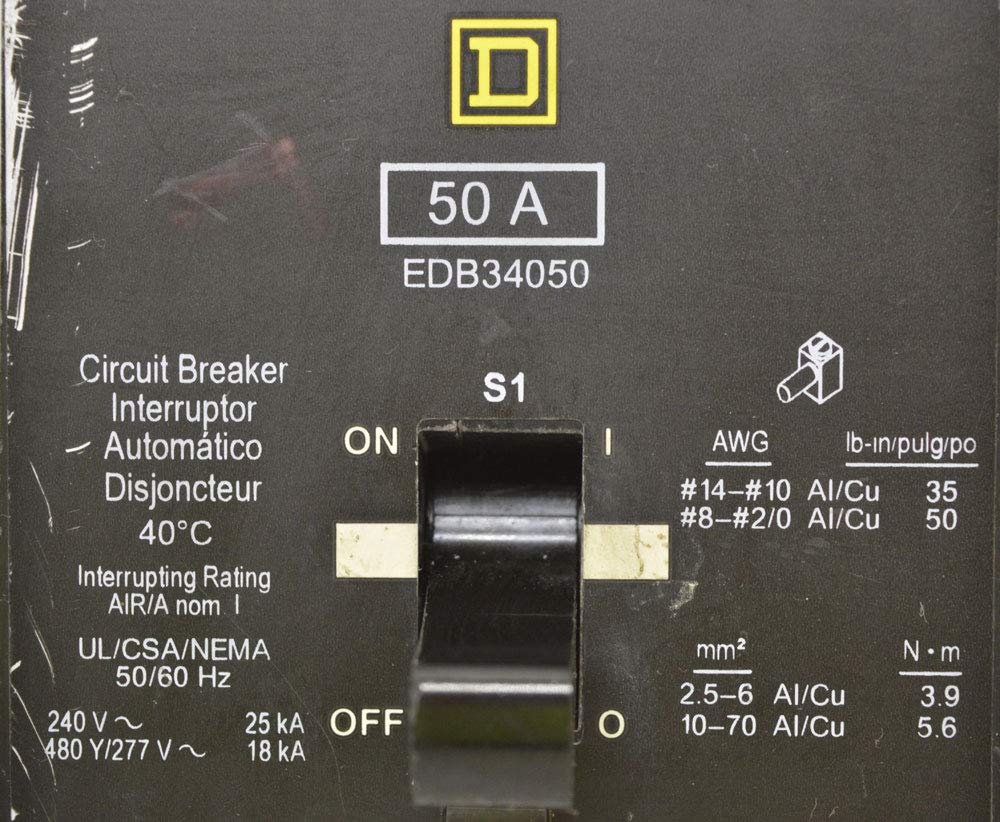 D
50 A
EDB34050
Circuit Breaker
Interruptor
Automático
Disjoncteur
40°C
Interrupting Rating
AIR/A nom I
UL/CSA/NEMA
50/60 Hz
240 V ~ 25 kA
480 Y/277 V ~ 18 kA
S1
ON I
OFF O
AWG lb-in/pulg/po
#14–#10 Al/Cu 35
#8–#2/0 Al/Cu 50
mm² N•m
2.5–6 Al/Cu 3.9
10–70 Al/Cu 5.6